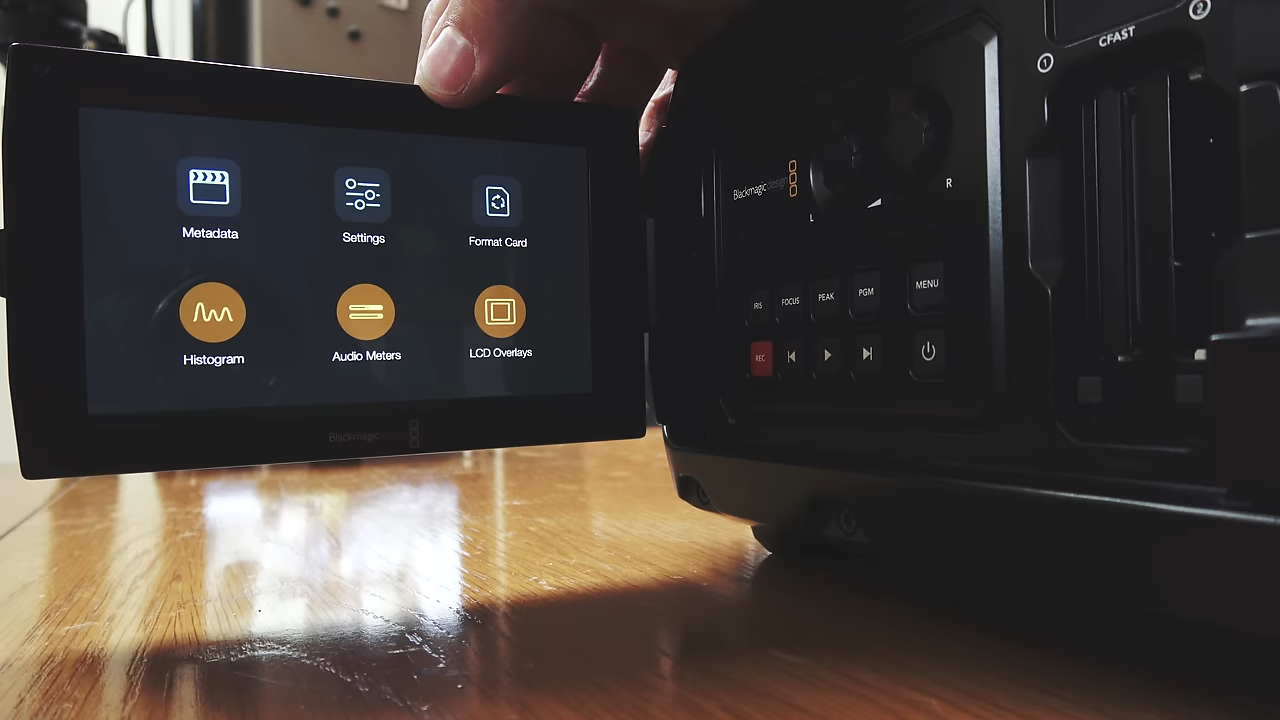 Metadata
Settings
Format Card
Histogram
Audio Meters
LCD Overlays
Blackmagicdesign
Blackmagicdesign
L
R
IRIS
FOCUS
PEAK
PGM
MENU
REC
1
CFAST
2